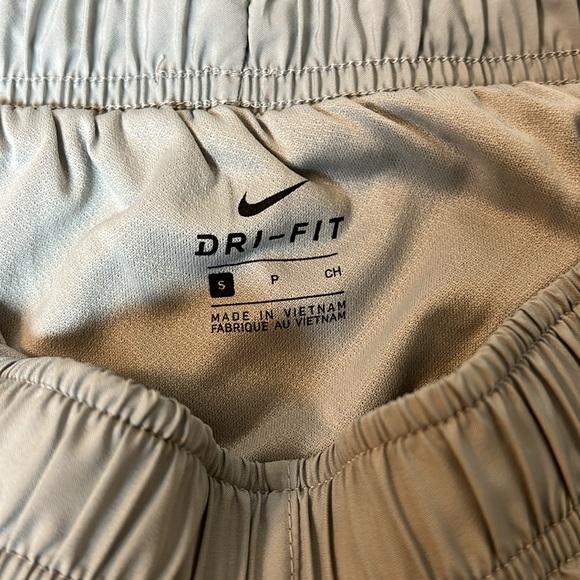 DRI-FIT
S P CH
MADE IN VIETNAM
FABRIQUE AU VIETNAM